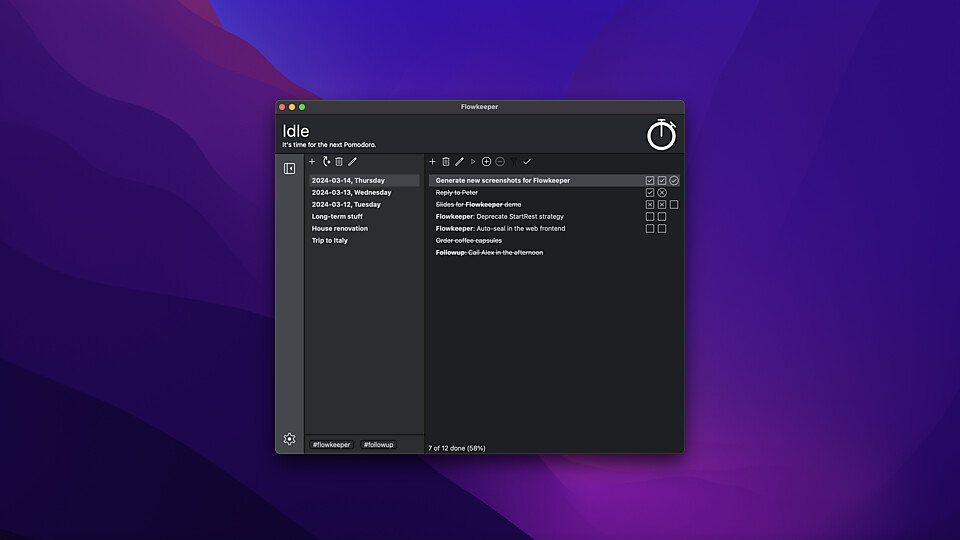 Flowkeeper
Idle
It's time for the next Pomodoro.
2024-03-14, Thursday
2024-03-13, Wednesday
2024-03-12, Tuesday
Long-term stuff
House renovation
Trip to Italy
#flowkeeper #followup
Generate new screenshots for Flowkeeper
Reply to Peter
Slides for Flowkeeper demo
Flowkeeper: Deprecate StartRest strategy
Flowkeeper: Auto-seal in the web frontend
Order coffee capsules
Followup: Call Alex in the afternoon
7 of 12 done (58%)